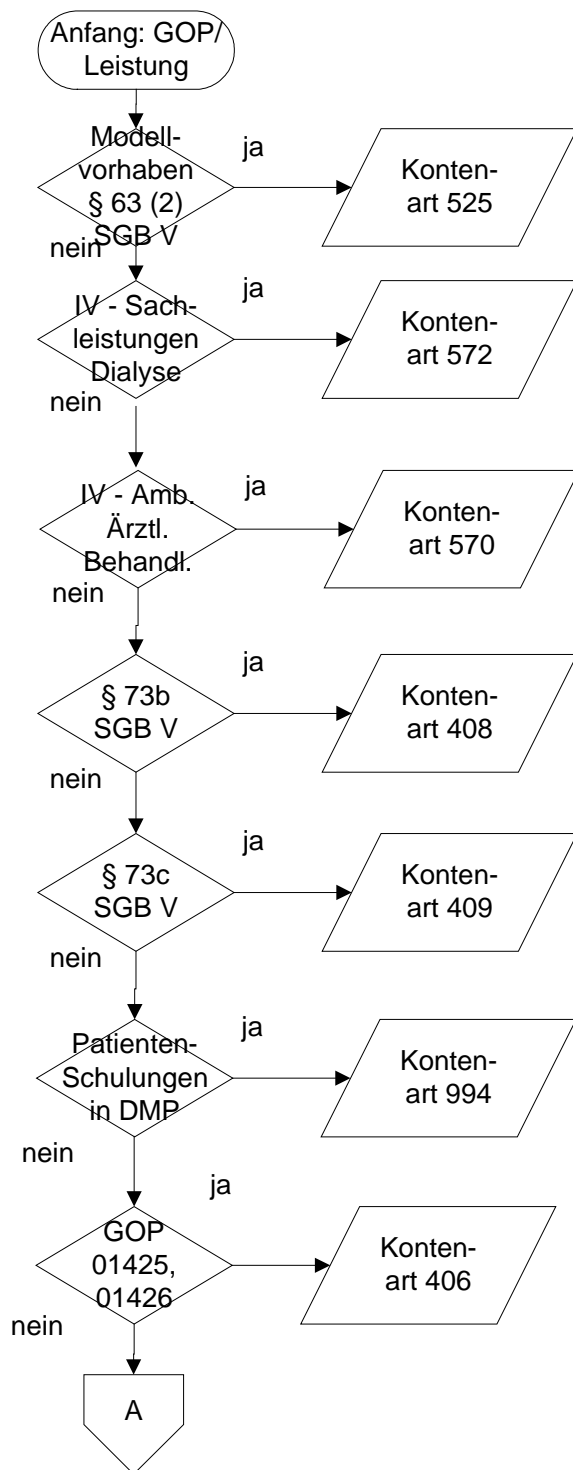 Anfang: GOP/
Leistung
Modell-
vorhaben
§ 63 (2)
SGB V
ja
Konten-
art 525
nein
IV - Sach-
leistungen
Dialyse
ja
Konten-
art 572
nein
IV - Amb.
Ärztl.
Behandl.
ja
Konten-
art 570
nein
§ 73b
SGB V
ja
Konten-
art 408
nein
§ 73c
SGB V
ja
Konten-
art 409
nein
Patienten-
Schulungen
in DMP
ja
Konten-
art 994
nein
GOP
01425,
01426
ja
Konten-
art 406
nein
A